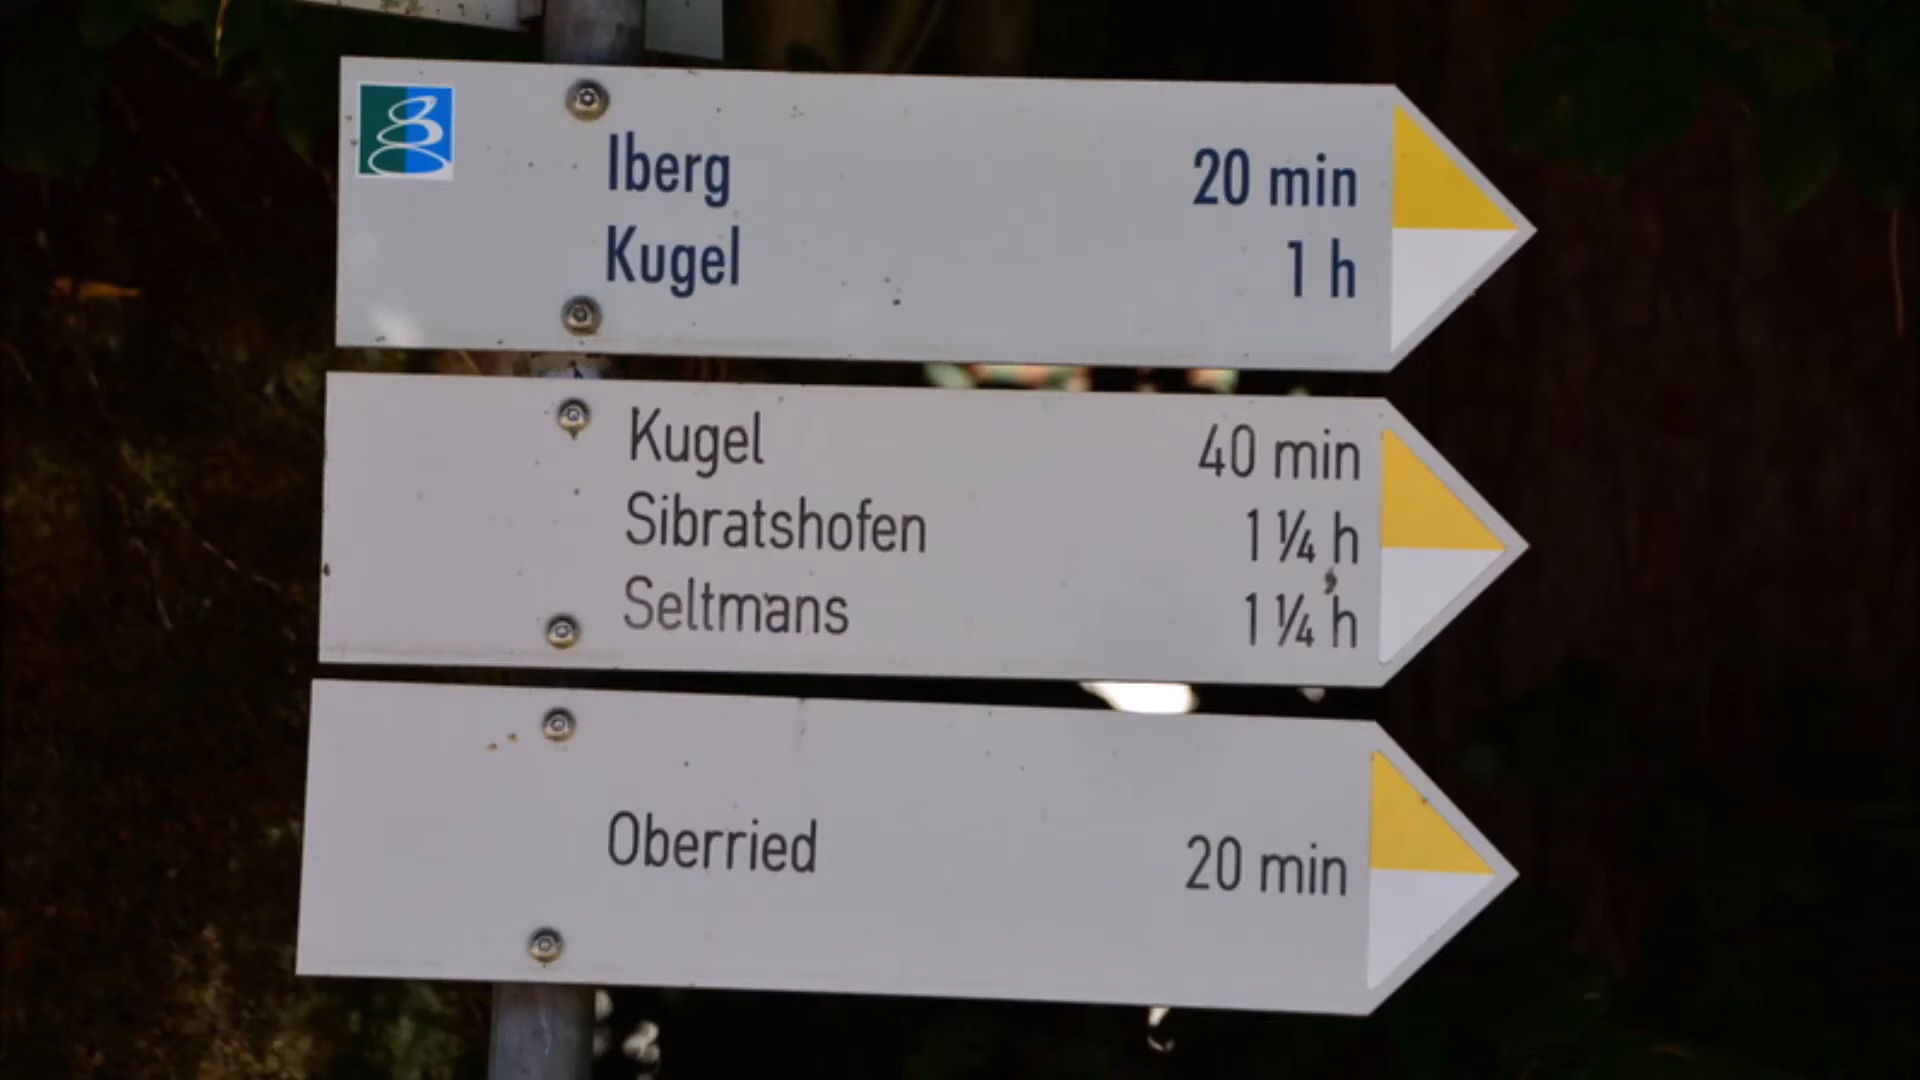 Iberg 20 min
Kugel 1 h
Kugel 40 min
Sibratshofen 1 ¼ h
Seltmans 1 ¼ h
Oberried 20 min